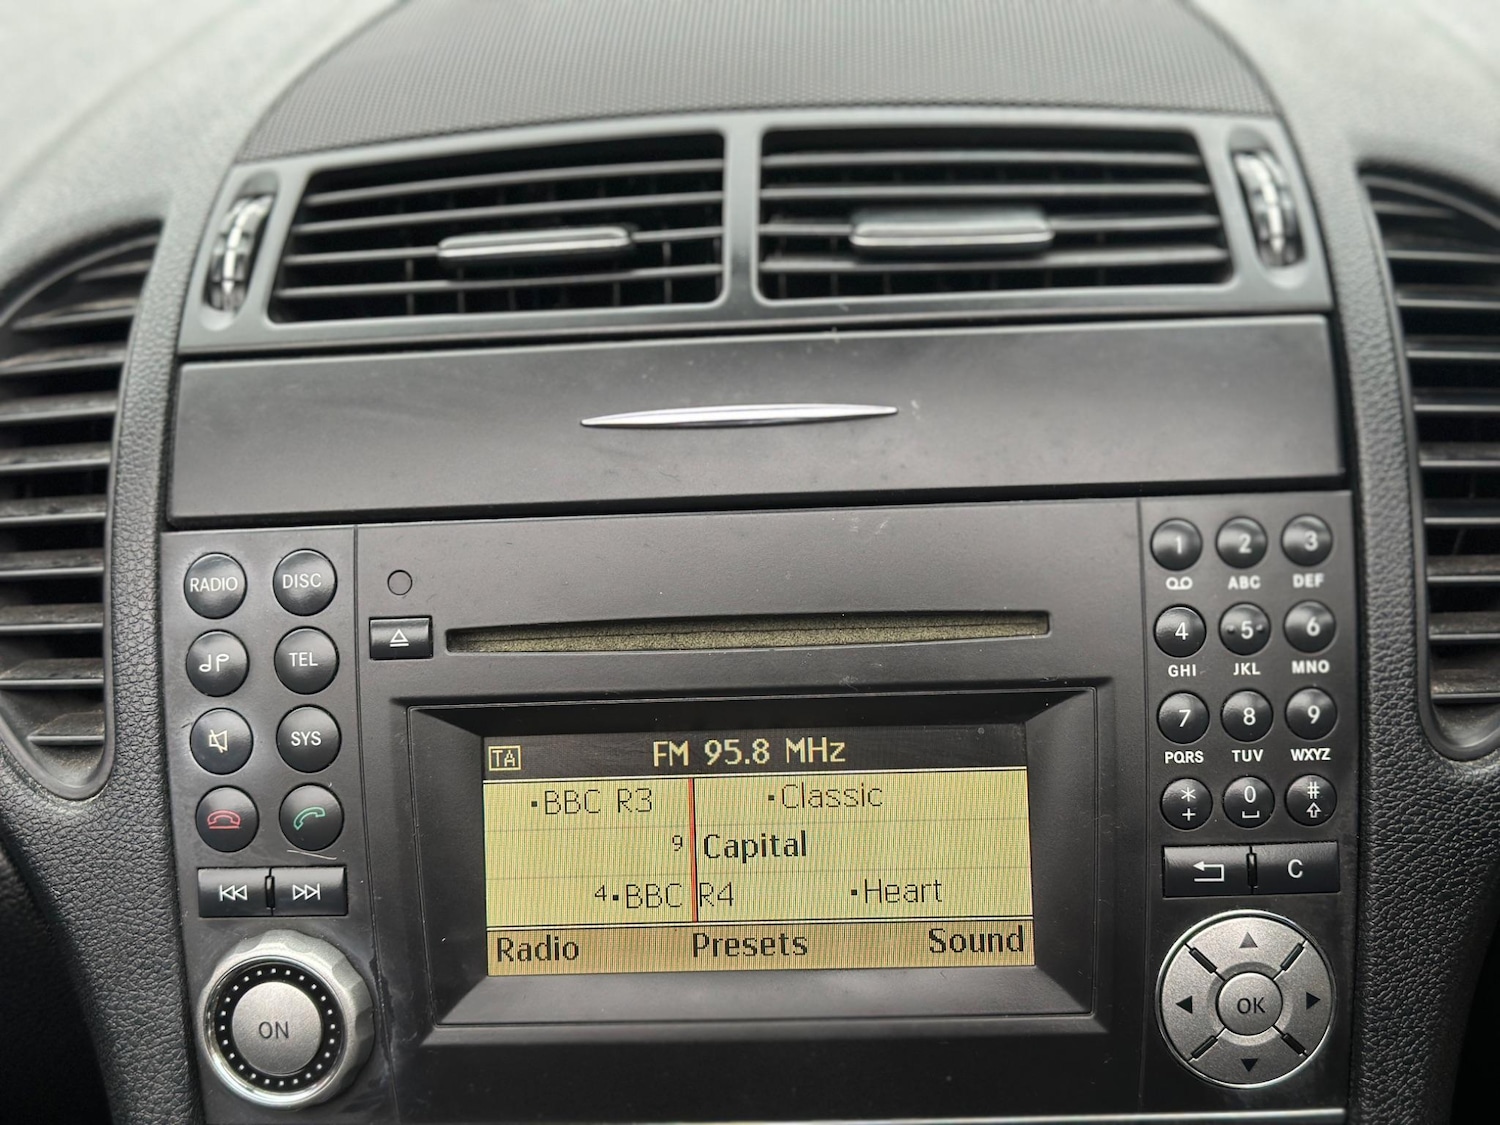 RADIO DISC
TEL
SYS
ON
TA FM 95.8 MHz
BBC R3 Classic
9 Capital
4 BBC R4 Heart
Radio Presets Sound
1 2 3
ABC DEF
4 5 6
GHI JKL MNO
7 8 9
PQRS TUV WXYZ
* 0 #
+
C
OK